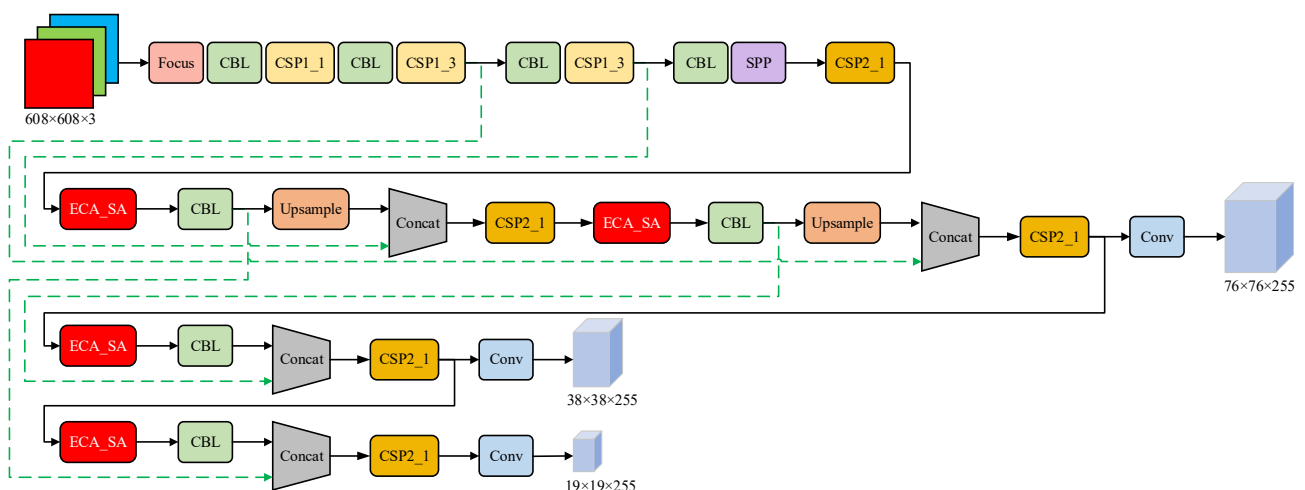 Focus CBL CSP1_1 CBL CSP1_3 CBL CSP1_3 CBL SPP CSP2_1
608×608×3
ECA_SA CBL Upsample Concat CSP2_1 ECA_SA CBL Upsample Concat CSP2_1 Conv
76×76×255
ECA_SA CBL Concat CSP2_1 Conv
38×38×255
ECA_SA CBL Concat CSP2_1 Conv
19×19×255